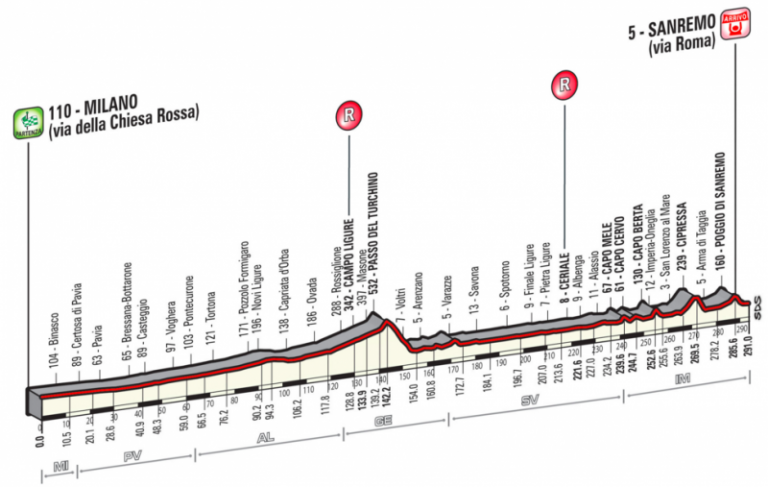 5 - SANREMO
(via Roma)
ARRIVO
110 - MILANO
(via della Chiesa Rossa)
PARTENZA
R
R
104 - Binasco
89 - Certosa di Pavia
63 - Pavia
65 - Bressana-Bottarone
89 - Casteggio
97 - Voghera
103 - Pontecurone
121 - Tortona
171 - Pozzolo Formigaro
196 - Novi Ligure
138 - Capriata d'Orba
186 - Ovada
288 - Rossiglione
342 - CAMPO LIGURE
397 - Masone
532 - PASSO DEL TURCHINO
7 - Voltri
5 - Arenzano
5 - Varazze
13 - Savona
6 - Spotorno
9 - Finale Ligure
7 - Pietra Ligure
8 - CERIALE
9 - Albenga
11 - Alassio
67 - CAPO MELE
61 - CAPO CERVO
130 - CAPO BERTA
12 - Imperia-Oneglia
3 - San Lorenzo al Mare
239 - CIPRESSA
5 - Arma di Taggia
160 - POGGIO DI SANREMO
SDS
0 10 20 30 40 50 60 70 80 90 100 110 120 130 140 150 160 170 180 190 200 210 220 230 240 250 260 270 280 290
0.0 10.5 20.1 28.6 40.9 48.3 59.0 66.5 76.2 90.2 94.3 106.2 117.8 128.8 133.9 139.2 142.2 154.0 160.8 172.7 184.1 196.7 207.0 213.6 221.6 227.0 234.2 239.6 244.7 252.6 255.6 263.9 269.5 278.2 285.6 291.0
MI PV AL GE SV IM